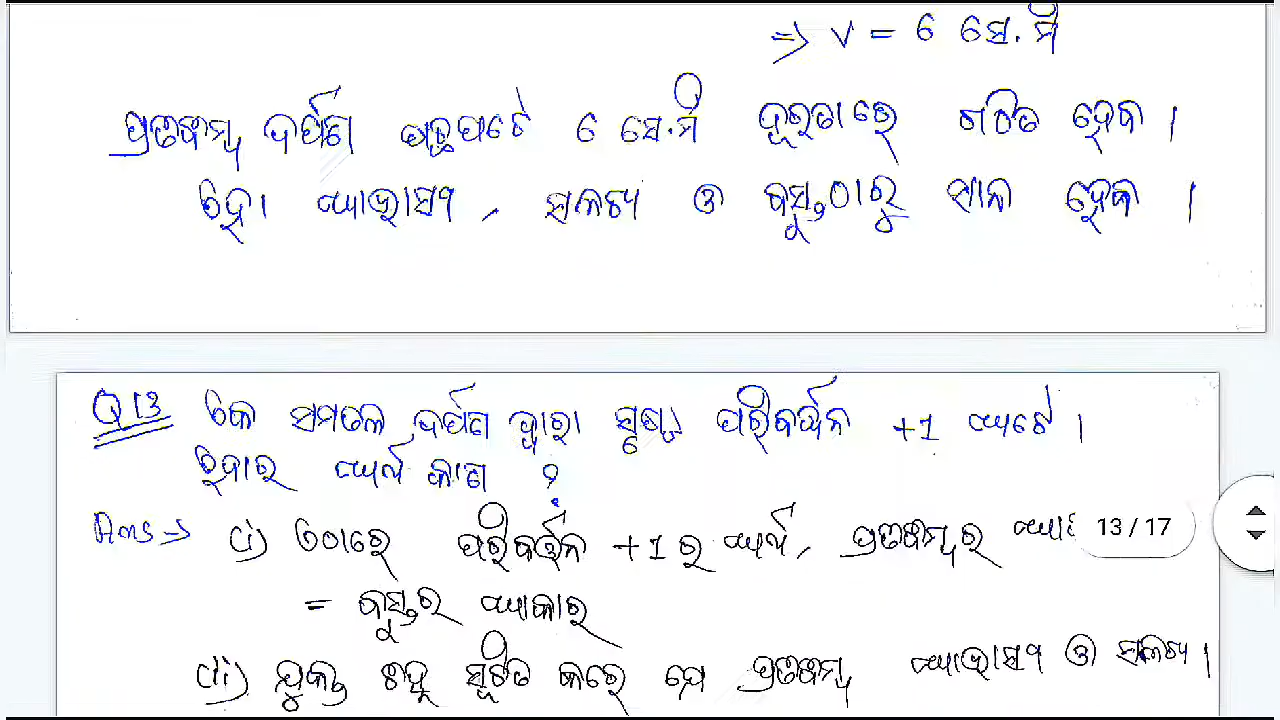 => V = 6 ସେ.ମି
ପ୍ରତିବିମ୍ବ ଦର୍ପଣ ପଛପଟେ 6 ସେ.ମି ଦୂରତାରେ ଗଠିତ ହେବ ।
ଏହା ଆଭାସୀ, ସଳଖ ଓ ବସ୍ତୁଠାରୁ ସାନ ହେବ ।
Q13 ଏକ ସମତଳ ଦର୍ପଣ ଦ୍ୱାରା ସୃଷ୍ଟ ପରିବର୍ଦ୍ଧନ +1 ଅଟେ ।
ଏହାର ଅର୍ଥ କ'ଣ ?
Ans => (i) ଏଠାରେ ପରିବର୍ଦ୍ଧନ +1 ର ଅର୍ଥ, ପ୍ରତିବିମ୍ବର
13 / 17
= ବସ୍ତୁର ଆକାର
(ii) ଯୁକ୍ତ ଚିହ୍ନ ସୂଚିତ କରେ ଯେ ପ୍ରତିବିମ୍ବ ଆଭାସୀ ଓ ସଳଖ ।